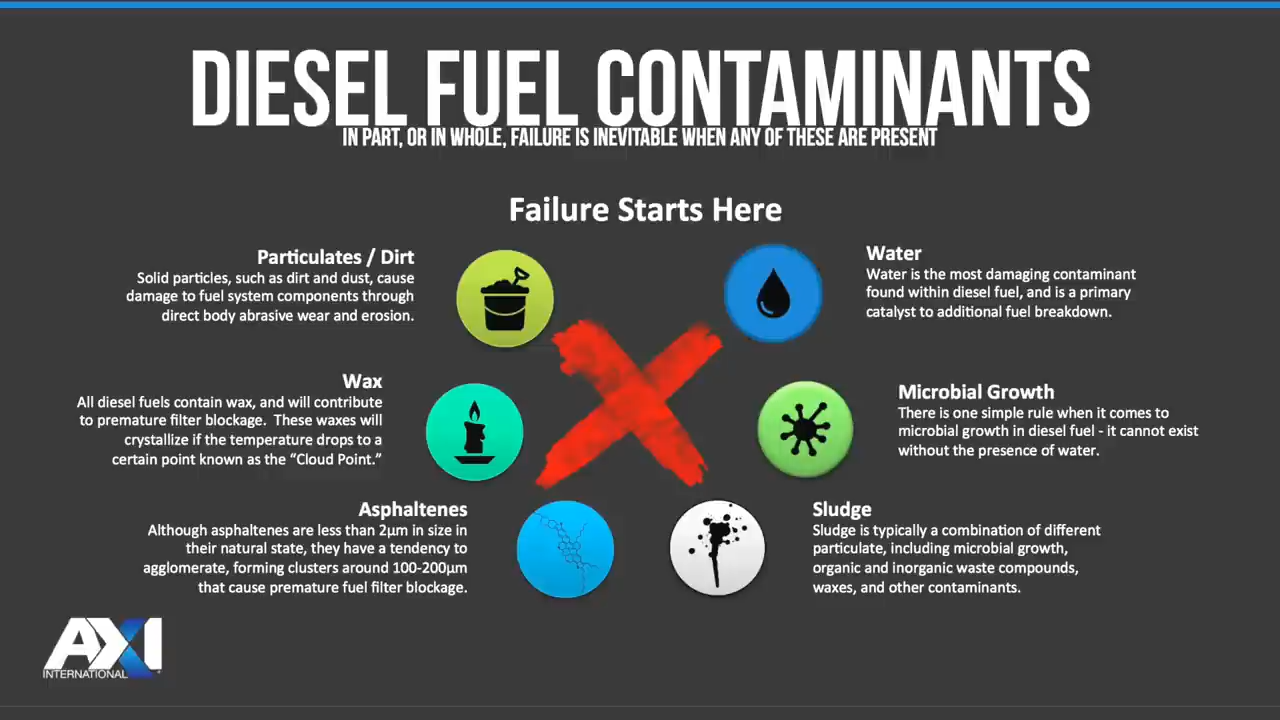 DIESEL FUEL CONTAMINANTS
IN PART, OR IN WHOLE, FAILURE IS INEVITABLE WHEN ANY OF THESE ARE PRESENT
Failure Starts Here
Particulates / Dirt
Solid particles, such as dirt and dust, cause
damage to fuel system components through
direct body abrasive wear and erosion.
Water
Water is the most damaging contaminant
found within diesel fuel, and is a primary
catalyst to additional fuel breakdown.
Wax
All diesel fuels contain wax, and will contribute
to premature filter blockage.  These waxes will
crystallize if the temperature drops to a
certain point known as the “Cloud Point.”
Microbial Growth
There is one simple rule when it comes to
microbial growth in diesel fuel - it cannot exist
without the presence of water.
Asphaltenes
Although asphaltenes are less than 2μm in size in
their natural state, they have a tendency to
agglomerate, forming clusters around 100-200μm
that cause premature fuel filter blockage.
Sludge
Sludge is typically a combination of different
particulate, including microbial growth,
organic and inorganic waste compounds,
waxes, and other contaminants.
AXI
INTERNATIONAL